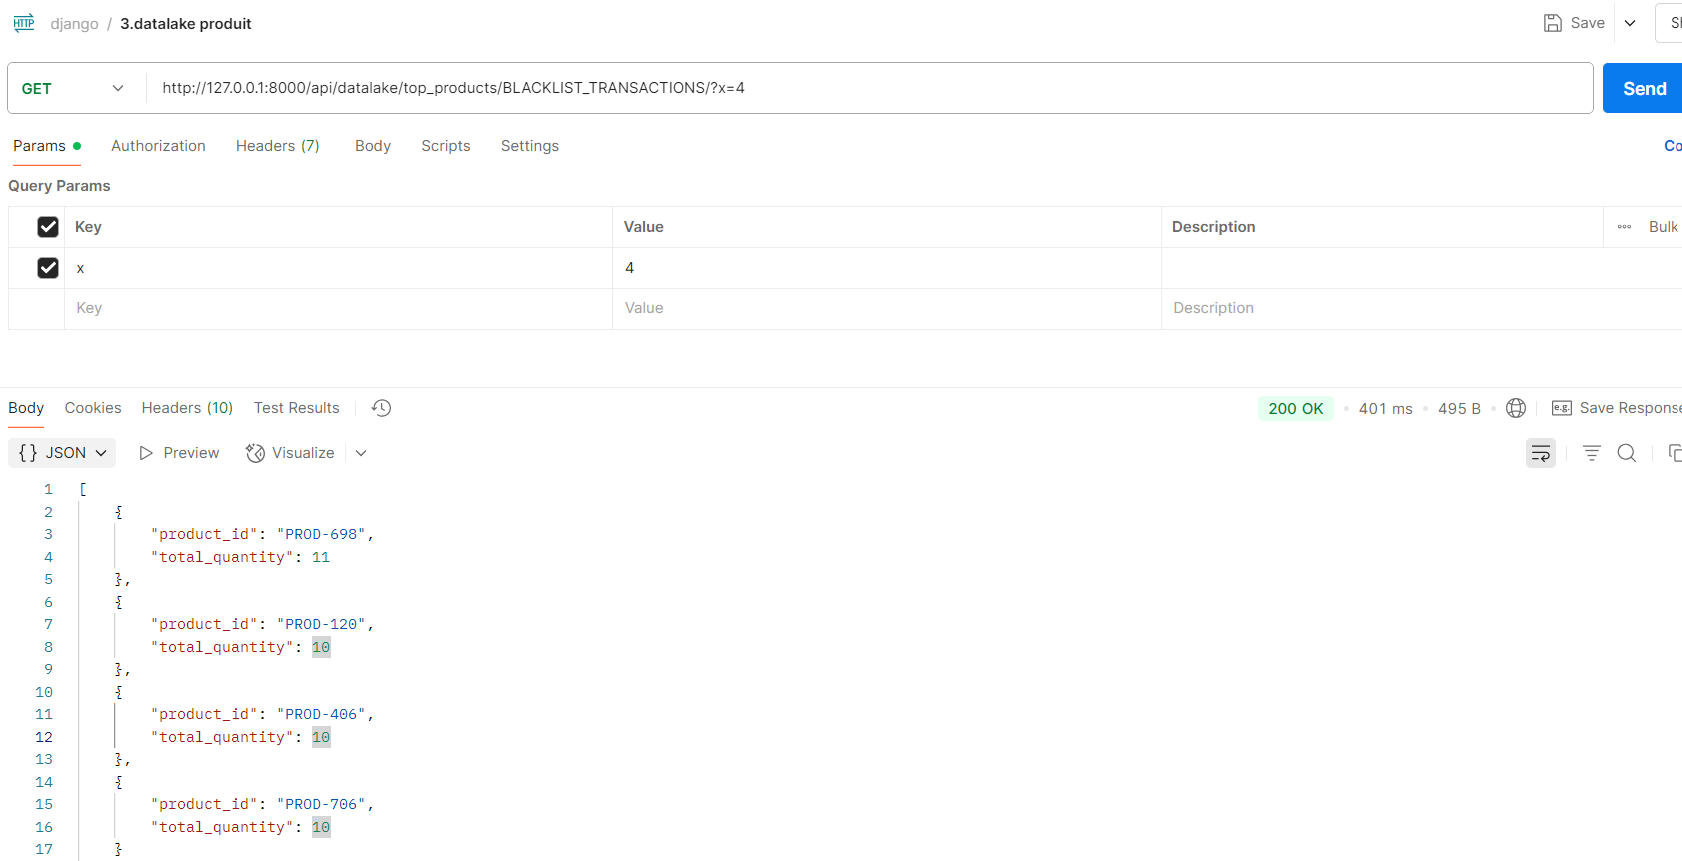 HTTP django / 3.datalake produit Save Sh
GET http://127.0.0.1:8000/api/datalake/top_products/BLACKLIST_TRANSACTIONS/?x=4 Send
Params Authorization Headers (7) Body Scripts Settings Co
Query Params
Key Value Description Bulk
x 4
Key Value Description
Body Cookies Headers (10) Test Results 200 OK 401 ms 495 B e.g. Save Response
{} JSON Preview Visualize
1 [
2 {
3 "product_id": "PROD-698",
4 "total_quantity": 11
5 },
6 {
7 "product_id": "PROD-120",
8 "total_quantity": 10
9 },
10 {
11 "product_id": "PROD-406",
12 "total_quantity": 10
13 },
14 {
15 "product_id": "PROD-706",
16 "total_quantity": 10
17 }